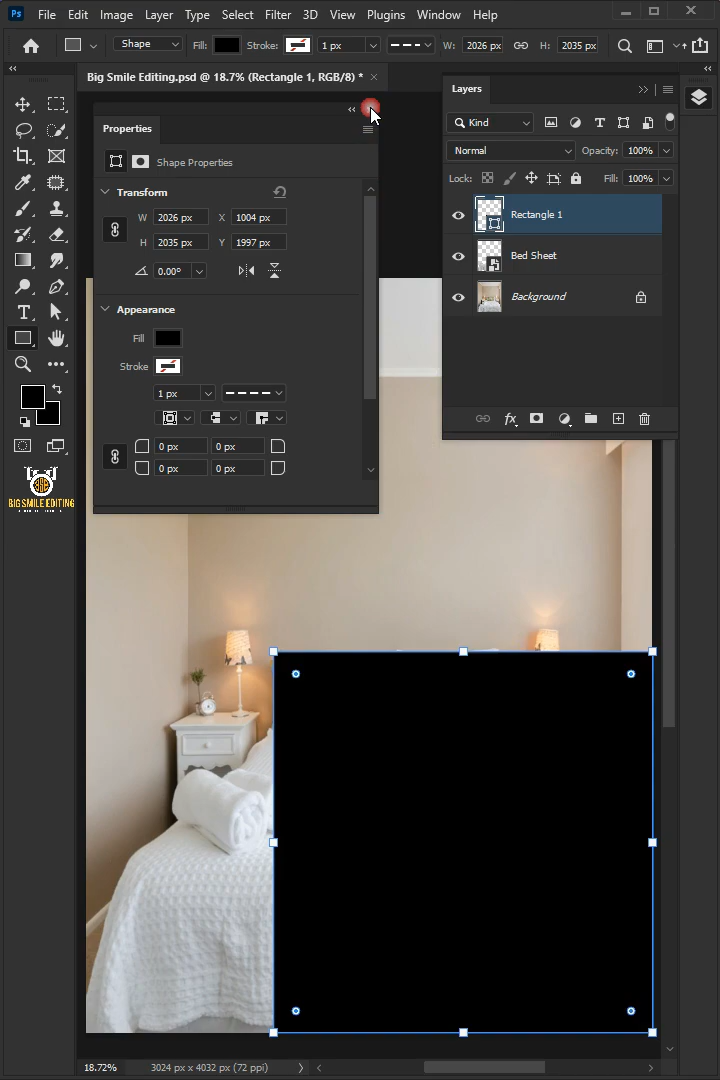 Ps File Edit Image Layer Type Select Filter 3D View Plugins Window Help
Shape Fill: Stroke: 1 px W: 2026 px H: 2035 px
Big Smile Editing.psd @ 18.7% (Rectangle 1, RGB/8) *
Properties
Shape Properties
Transform
W 2026 px X 1004 px
H 2035 px Y 1997 px
0.00°
Appearance
Fill
Stroke
1 px
0 px 0 px
0 px 0 px
Layers
Kind
Normal Opacity: 100%
Lock: Fill: 100%
Rectangle 1
Bed Sheet
Background
fx
BIG SMILE EDITING
18.72% 3024 px x 4032 px (72 ppi)